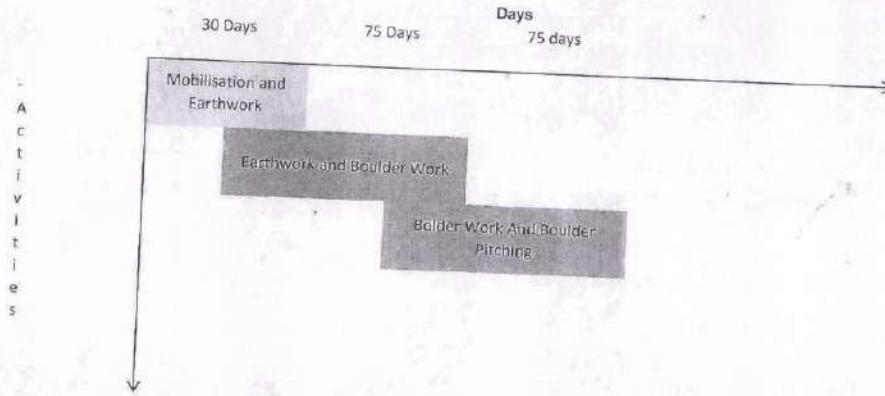 Days
30 Days
75 Days
75 days
Activities
Mobilisation and
Earthwork
Earthwork and Boulder Work
Bolder Work And Boulder
Pitching